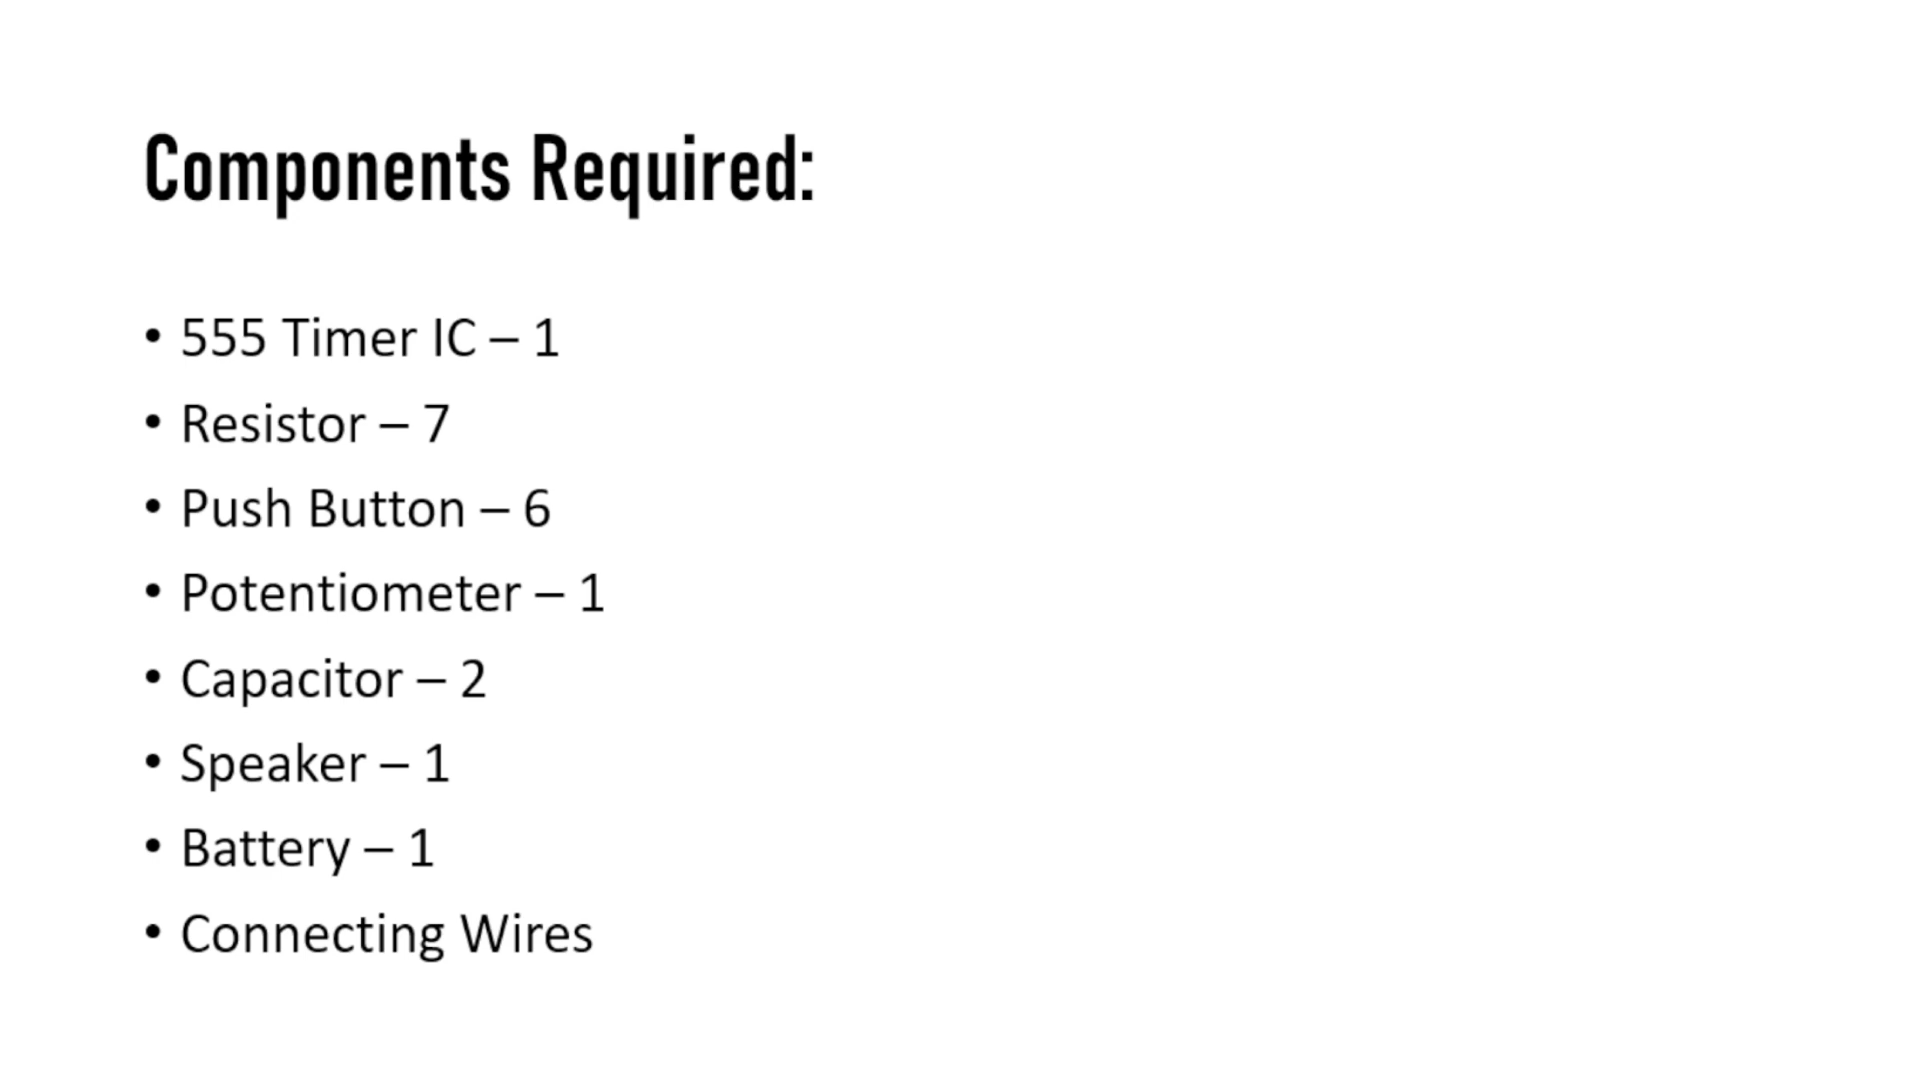 Components Required:
• 555 Timer IC – 1
• Resistor – 7
• Push Button – 6
• Potentiometer – 1
• Capacitor – 2
• Speaker – 1
• Battery – 1
• Connecting Wires